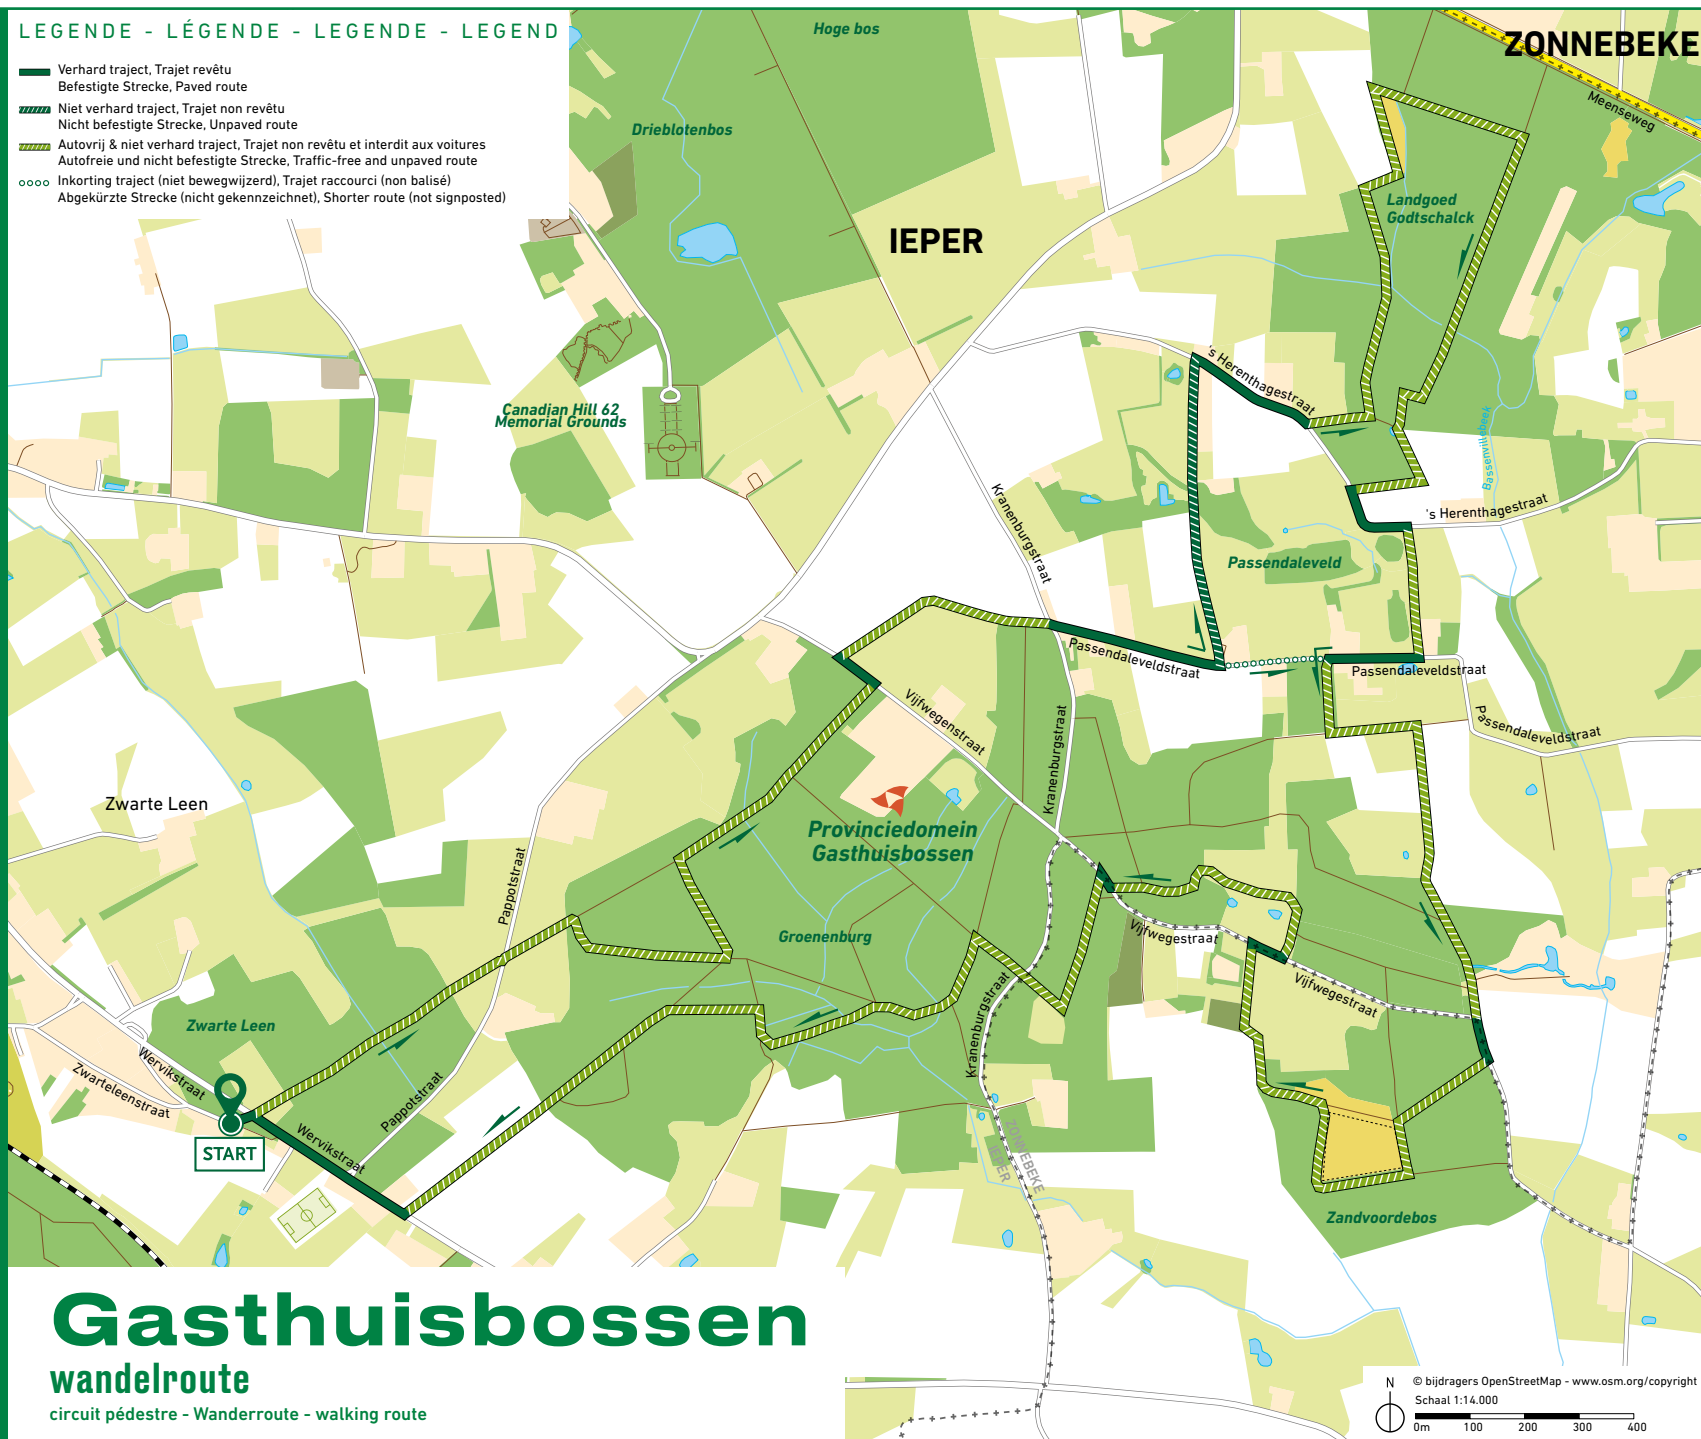 LEGENDE - LÉGENDE - LEGENDE - LEGEND
Verhard traject, Trajet revêtu
Befestigte Strecke, Paved route
Niet verhard traject, Trajet non revêtu
Nicht befestigte Strecke, Unpaved route
Autovrij & niet verhard traject, Trajet non revêtu et interdit aux voitures
Autofreie und nicht befestigte Strecke, Traffic-free and unpaved route
Inkorting traject (niet bewegwijzerd), Trajet raccourci (non balisé)
Abgekürzte Strecke (nicht gekennzeichnet), Shorter route (not signposted)
Hoge bos
ZONNEBEKE
Meenseweg
Drieblotenbos
Landgoed
Godtschalck
IEPER
's Herenthagestraat
Canadian Hill 62
Memorial Grounds
Bassenvillebeek
Kranenburgstraat
's Herenthagestraat
Passendaleveld
Passendaleveldstraat
Passendaleveldstraat
Passendaleveldstraat
Vijfwegenstraat
Kranenburgstraat
Zwarte Leen
Provinciedomein
Gasthuisbossen
Pappotstraat
Groenenburg
Vijfwegestraat
Vijfwegestraat
Kranenburgstraat
Zwarte Leen
Wervikstraat
Zwarteleenstraat
Pappotstraat
START
Wervikstraat
ZONNEBEKE
IEPER
Zandvoordebos
Gasthuisbossen
wandelroute
circuit pédestre - Wanderroute - walking route
N
© bijdragers OpenStreetMap - www.osm.org/copyright
Schaal 1:14.000
0m 100 200 300 400